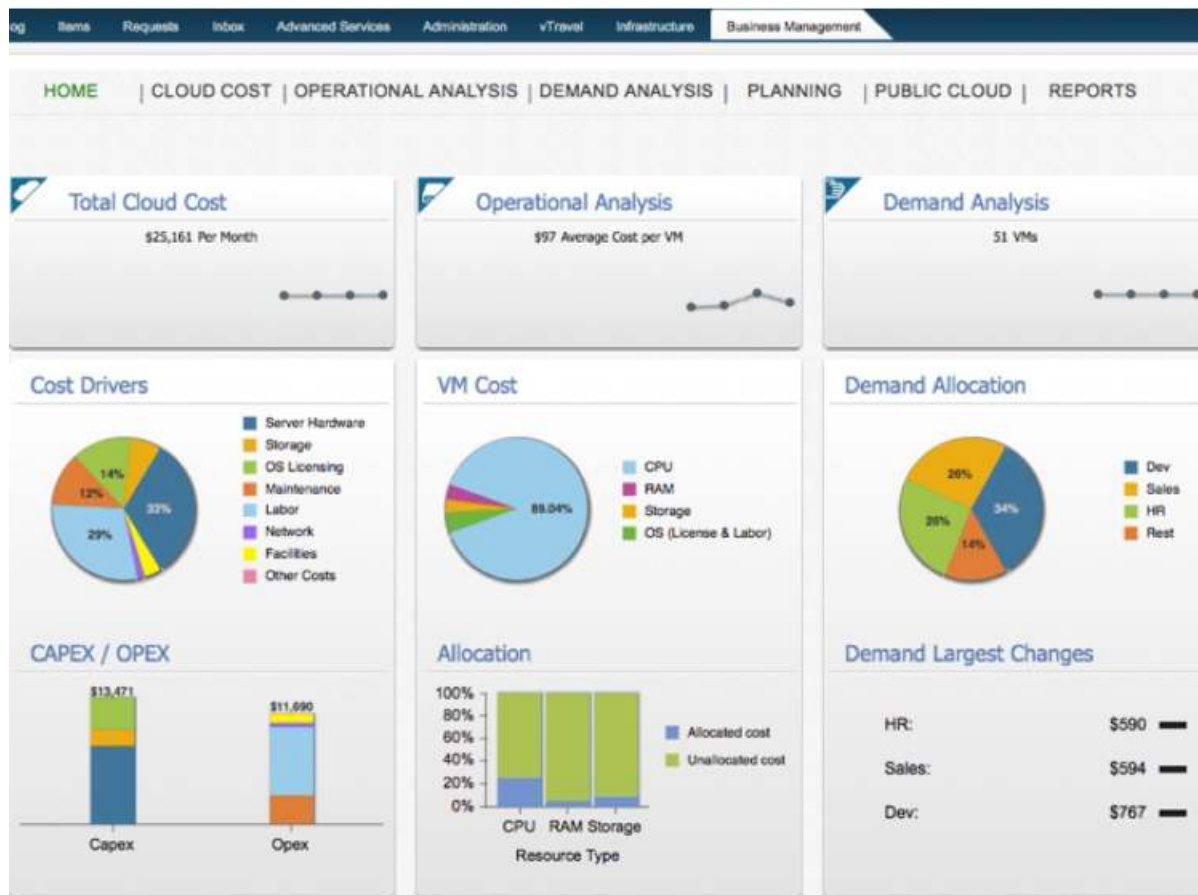 og Items Requests Inbox Advanced Services Administration vTravel Infrastructure Business Management
HOME | CLOUD COST | OPERATIONAL ANALYSIS | DEMAND ANALYSIS | PLANNING | PUBLIC CLOUD | REPORTS
Total Cloud Cost
$25,161 Per Month
Operational Analysis
$97 Average Cost per VM
Demand Analysis
51 VMs
Cost Drivers
14%
12%
33%
29%
Server Hardware
Storage
OS Licensing
Maintenance
Labor
Network
Facilities
Other Costs
VM Cost
89.04%
CPU
RAM
Storage
OS (License & Labor)
Demand Allocation
26%
34%
26%
14%
Dev
Sales
HR
Rest
CAPEX / OPEX
$13,471
$11,690
Capex Opex
Allocation
100%
80%
60%
40%
20%
0%
CPU RAM Storage
Resource Type
Allocated cost
Unallocated cost
Demand Largest Changes
HR: $590
Sales: $594
Dev: $767